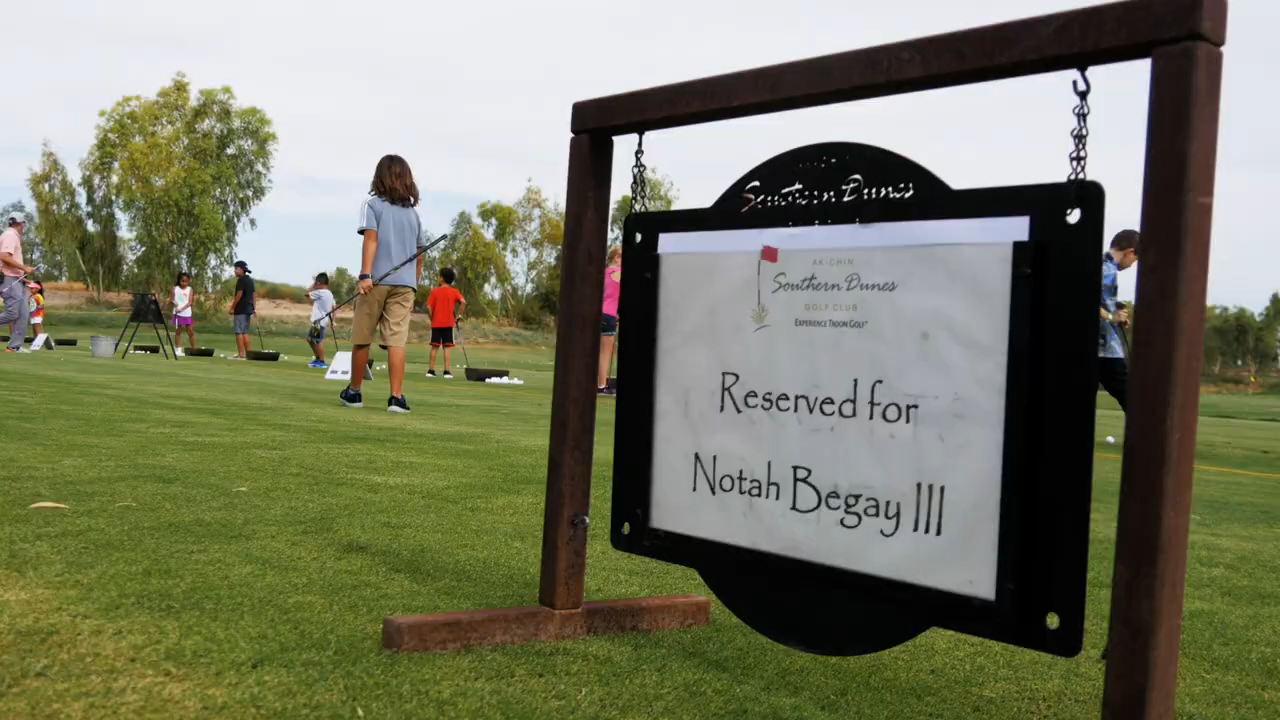 Southern Dunes
AK-CHIN
Southern Dunes
GOLF CLUB
EXPERIENCE TROON GOLF®
Reserved for
Notah Begay III